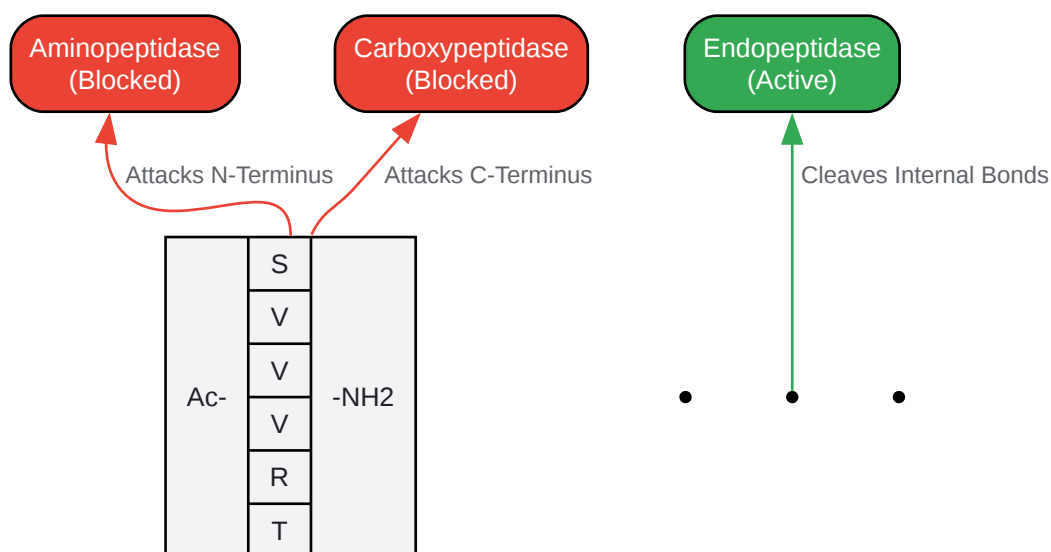 Aminopeptidase
(Blocked)
Carboxypeptidase
(Blocked)
Endopeptidase
(Active)
Attacks N-Terminus
Attacks C-Terminus
Cleaves Internal Bonds
Ac-
S
V
V
V
R
T
-NH2